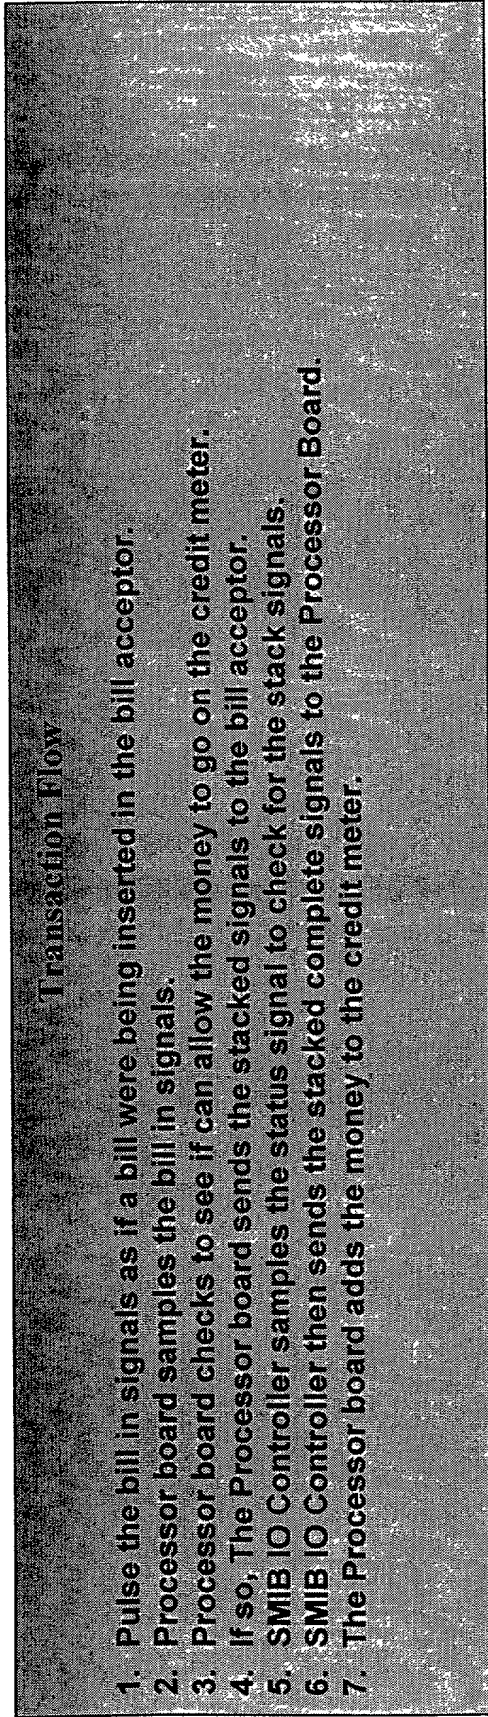 Transaction Flow
1. Pulse the bill in signals as if a bill were being inserted in the bill acceptor.
2. Processor board samples the bill in signals.
3. Processor board checks to see if can allow the money to go on the credit meter.
4. If so, The Processor board sends the stacked signals to the bill acceptor.
5. SMIB IO Controller samples the status signal to check for the stack signals.
6. SMIB IO Controller then sends the stacked complete signals to the Processor Board.
7. The Processor board adds the money to the credit meter.